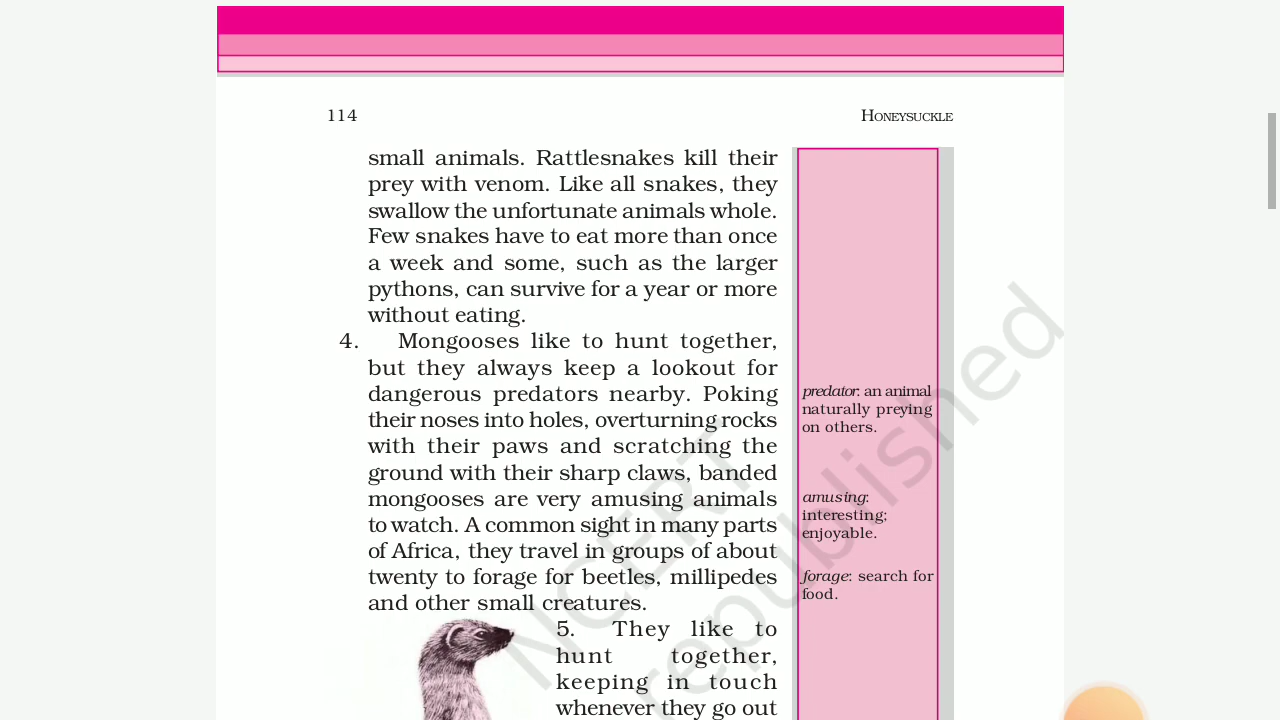 114
HONEYSUCKLE
small animals. Rattlesnakes kill their
prey with venom. Like all snakes, they
swallow the unfortunate animals whole.
Few snakes have to eat more than once
a week and some, such as the larger
pythons, can survive for a year or more
without eating.
4. Mongooses like to hunt together,
but they always keep a lookout for
dangerous predators nearby. Poking
their noses into holes, overturning rocks
with their paws and scratching the
ground with their sharp claws, banded
mongooses are very amusing animals
to watch. A common sight in many parts
of Africa, they travel in groups of about
twenty to forage for beetles, millipedes
and other small creatures.
5. They like to
hunt together,
keeping in touch
whenever they go out
predator: an animal
naturally preying
on others.
amusing:
interesting;
enjoyable.
forage: search for
food.
NCERT
republished